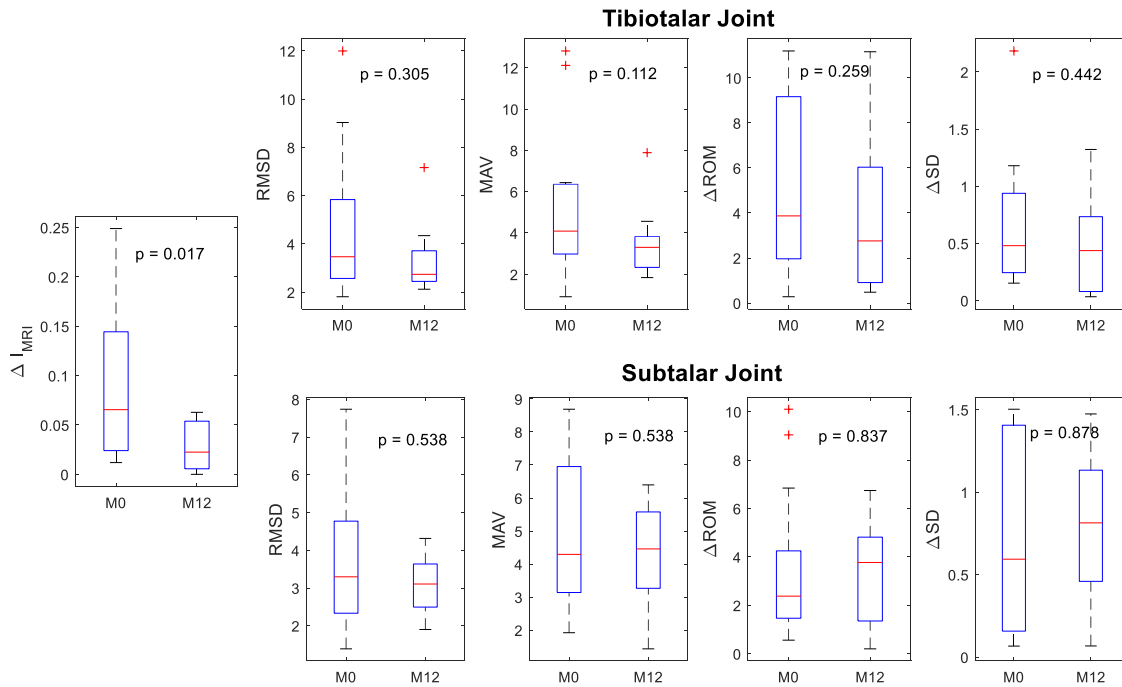 Tibiotalar Joint
RMSD
12
10
8
6
4
2
p = 0.305
M0
M12
MAV
12
10
8
6
4
2
p = 0.112
M0
M12
ΔROM
10
8
6
4
2
0
p = 0.259
M0
M12
ΔSD
2
1.5
1
0.5
0
p = 0.442
M0
M12
Δ I_MRI
0.25
0.2
0.15
0.1
0.05
0
p = 0.017
M0
M12
Subtalar Joint
RMSD
8
7
6
5
4
3
2
p = 0.538
M0
M12
MAV
9
8
7
6
5
4
3
2
p = 0.538
M0
M12
ΔROM
10
8
6
4
2
0
p = 0.837
M0
M12
ΔSD
1.5
1
0.5
0
p = 0.878
M0
M12